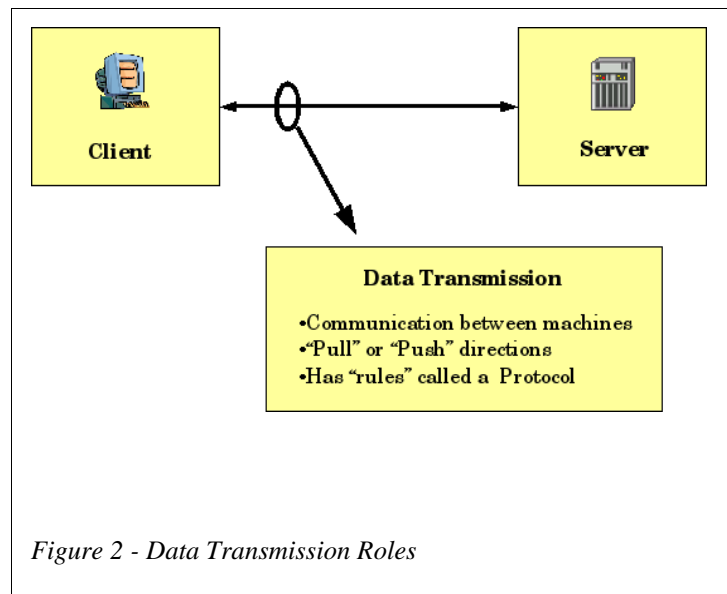 Client
Server
Data Transmission
•Communication between machines
•“Pull” or “Push” directions
•Has “rules” called a Protocol
Figure 2 - Data Transmission Roles